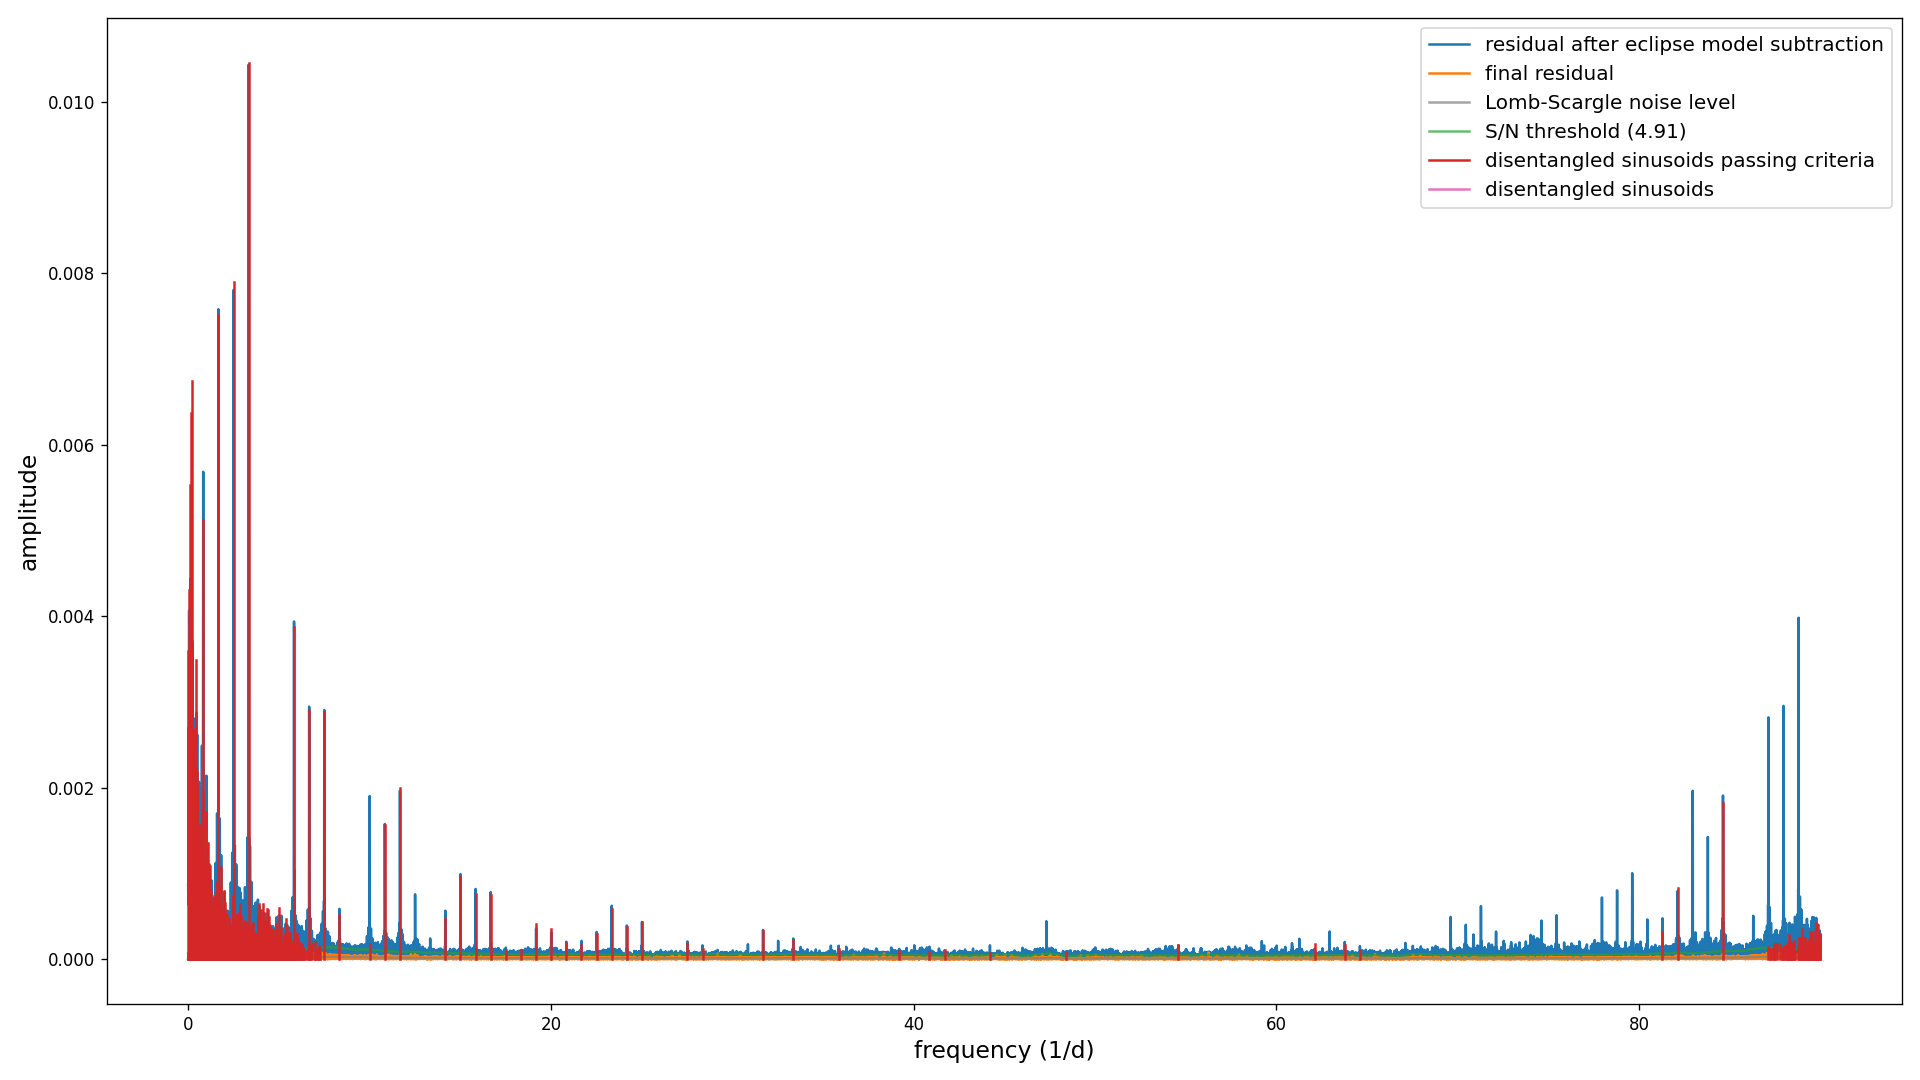 residual after eclipse model subtraction
final residual
Lomb-Scargle noise level
S/N threshold (4.91)
disentangled sinusoids passing criteria
disentangled sinusoids
0.010
0.008
0.006
0.004
0.002
0.000
amplitude
0 20 40 60 80
frequency (1/d)